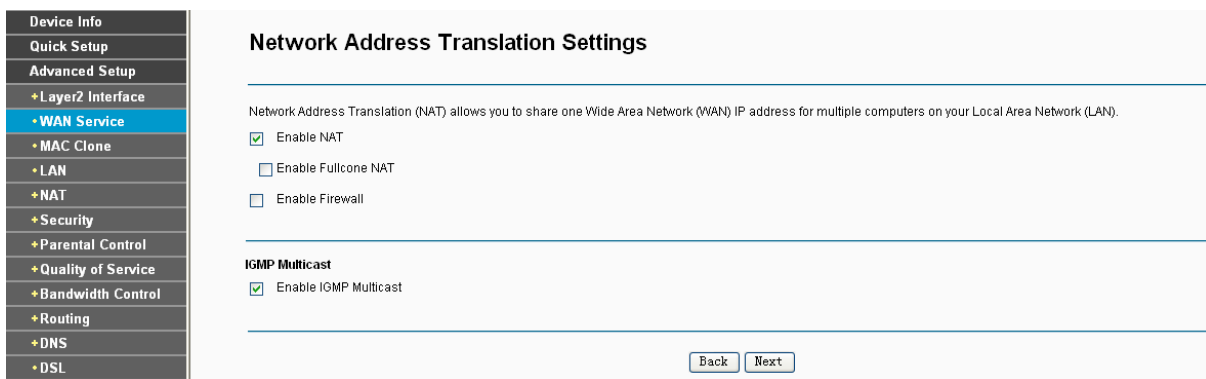 Device Info
Quick Setup
Advanced Setup
+Layer2 Interface
•WAN Service
•MAC Clone
•LAN
+NAT
+Security
+Parental Control
+Quality of Service
+Bandwidth Control
+Routing
+DNS
•DSL
Network Address Translation Settings
Network Address Translation (NAT) allows you to share one Wide Area Network (WAN) IP address for multiple computers on your Local Area Network (LAN).
Enable NAT
Enable Fullcone NAT
Enable Firewall
IGMP Multicast
Enable IGMP Multicast
Back Next